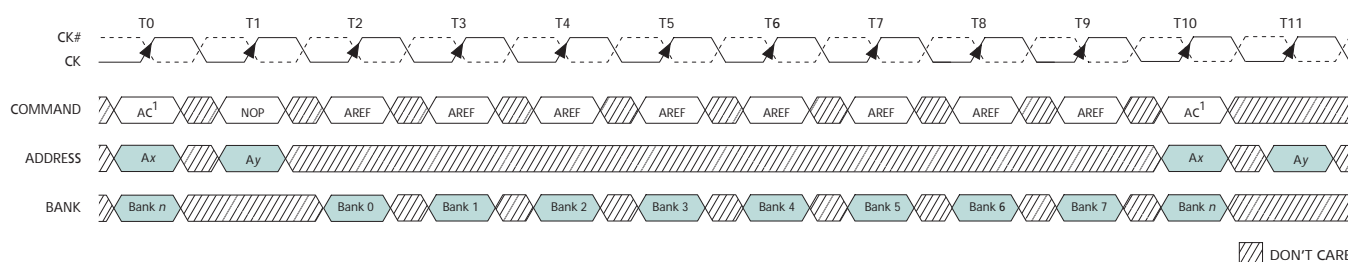 T0 T1 T2 T3 T4 T5 T6 T7 T8 T9 T10 T11
CK#
CK
COMMAND AC1 NOP AREF AREF AREF AREF AREF AREF AREF AREF AC1
ADDRESS Ax Ay Ax Ay
BANK Bank n Bank 0 Bank 1 Bank 2 Bank 3 Bank 4 Bank 5 Bank 6 Bank 7 Bank n
DON'T CARE